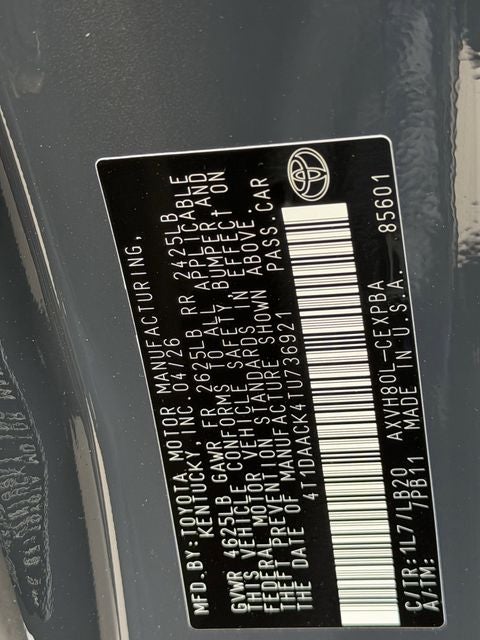 MFD.BY:TOYOTA MOTOR MANUFACTURING,
KENTUCKY, INC. 04/26
GVWR 4625LB GAWR FR 2625LB RR 2425LB
THIS VEHICLE CONFORMS TO ALL APPLICABLE
FEDERAL MOTOR VEHICLE SAFETY, BUMPER AND
THEFT PREVENTION STANDARDS IN EFFECT ON
THE DATE OF MANUFACTURE SHOWN ABOVE.
4T1DAACK4TU736921 PASS.CAR
C/TR:1L7/LB20 AXVH80L-CEXPBA
A/TM: /PB11 MADE IN U.S.A. 85601